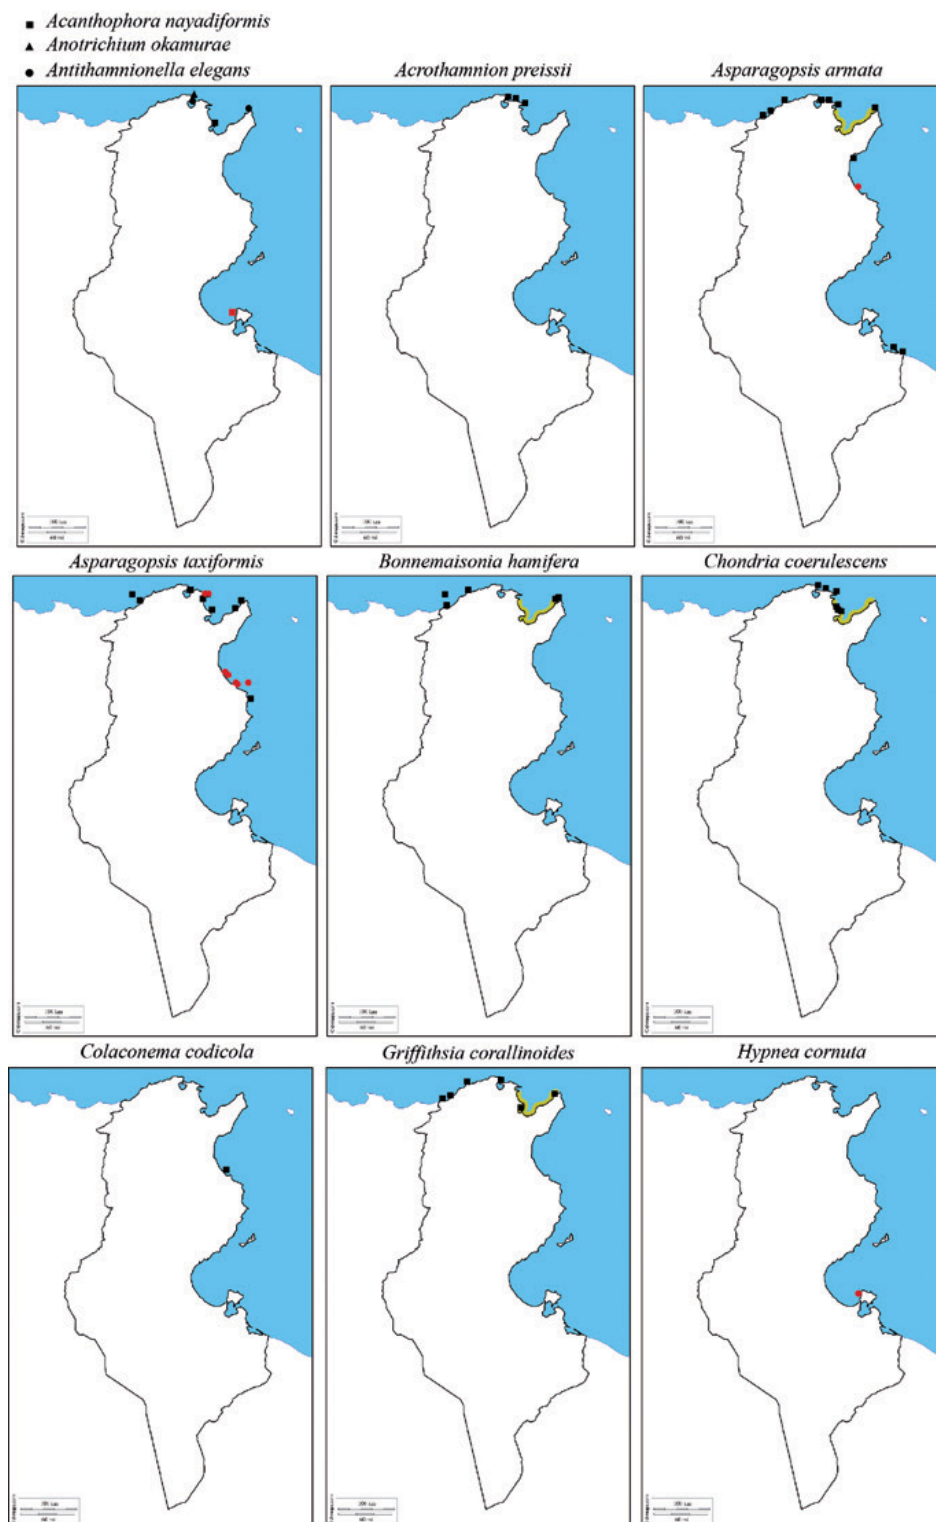 ■ Acanthophora nayadiformis
▲ Anotrichium okamurae
● Antithamnionella elegans
Acrothamnion preissii
Asparagopsis armata
Asparagopsis taxiformis
Bonnemaisonia hamifera
Chondria coerulescens
Colaconema codicola
Griffithsia corallinoides
Hypnea cornuta